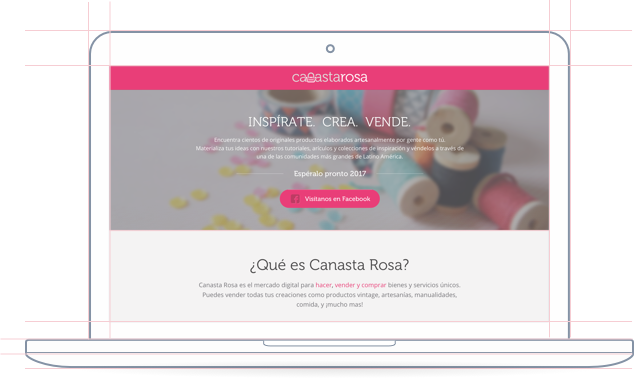 canastarosa
INSPÍRATE. CREA. VENDE.
Encuentra cientos de originales productos elaborados artesanalmente por gente como tú.
Materializa tus ideas con nuestros tutoriales, artículos y colecciones de inspiración y véndelos a través de
una de las comunidades más grandes de Latino América.
Espéralo pronto 2017
Visítanos en Facebook
¿Qué es Canasta Rosa?
Canasta Rosa es el mercado digital para hacer, vender y comprar bienes y servicios únicos.
Puedes vender todas tus creaciones como productos vintage, artesanías, manualidades,
comida, y ¡mucho mas!